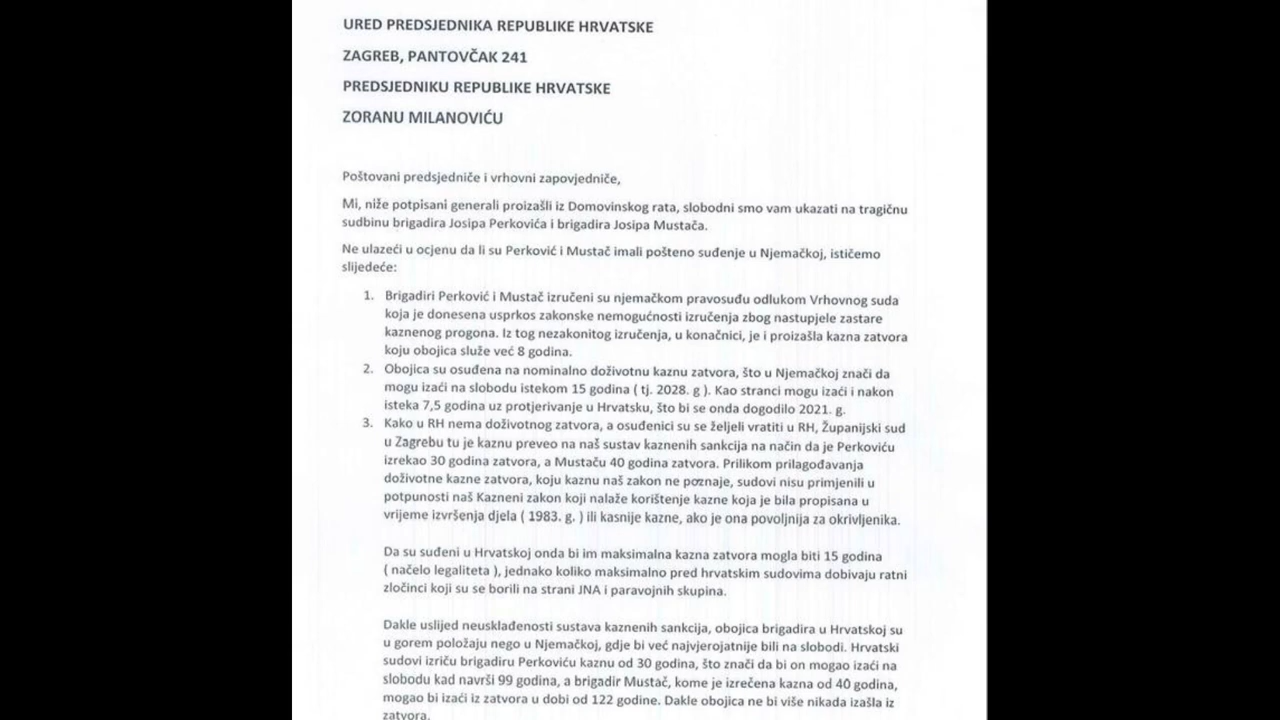 URED PREDSJEDNIKA REPUBLIKE HRVATSKE
ZAGREB, PANTOVČAK 241
PREDSJEDNIKU REPUBLIKE HRVATSKE
ZORANU MILANOVIĆU
Poštovani predsjedniče i vrhovni zapovjedniče,
Mi, niže potpisani generali proizašli iz Domovinskog rata, slobodni smo vam ukazati na tragičnu
sudbinu brigadira Josipa Perkovića i brigadira Josipa Mustača.
Ne ulazeći u ocjenu da li su Perković i Mustač imali pošteno suđenje u Njemačkoj, ističemo
slijedeće:
1. Brigadiri Perković i Mustač izručeni su njemačkom pravosuđu odlukom Vrhovnog suda
koja je donesena usprkos zakonske nemogućnosti izručenja zbog nastupjele zastare
kaznenog progona. Iz tog nezakonitog izručenja, u konačnici, je i proizašla kazna zatvora
koju obojica služe već 8 godina.
2. Obojica su osuđena na nominalno doživotnu kaznu zatvora, što u Njemačkoj znači da
mogu izaći na slobodu istekom 15 godina ( tj. 2028. g ). Kao stranci mogu izaći i nakon
isteka 7,5 godina uz protjerivanje u Hrvatsku, što bi se onda dogodilo 2021. g.
3. Kako u RH nema doživotnog zatvora, a osuđenici su se željeli vratiti u RH, Županijski sud
u Zagrebu tu je kaznu preveo na naš sustav kaznenih sankcija na način da je Perkoviću
izrekao 30 godina zatvora, a Mustaču 40 godina zatvora. Prilikom prilagođavanja
doživotne kazne zatvora, koju kaznu naš zakon ne poznaje, sudovi nisu primjenili u
potpunosti naš Kazneni zakon koji nalaže korištenje kazne koja je bila propisana u
vrijeme izvršenja djela ( 1983. g. ) ili kasnije kazne, ako je ona povoljnija za okrivljenika.
Da su suđeni u Hrvatskoj onda bi im maksimalna kazna zatvora mogla biti 15 godina
( načelo legaliteta ), jednako koliko maksimalno pred hrvatskim sudovima dobivaju ratni
zločinci koji su se borili na strani JNA i paravojnih skupina.
Dakle uslijed neusklađenosti sustava kaznenih sankcija, obojica brigadira u Hrvatskoj su
u gorem položaju nego u Njemačkoj, gdje bi već najvjerojatnije bili na slobodi. Hrvatski
sudovi izriču brigadiru Perkoviću kaznu od 30 godina, što znači da bi on mogao izaći na
slobodu kad navrši 99 godina, a brigadir Mustač, kome je izrečena kazna od 40 godina,
mogao bi izaći iz zatvora u dobi od 122 godine. Dakle obojica ne bi više nikada izašla iz
zatvora.